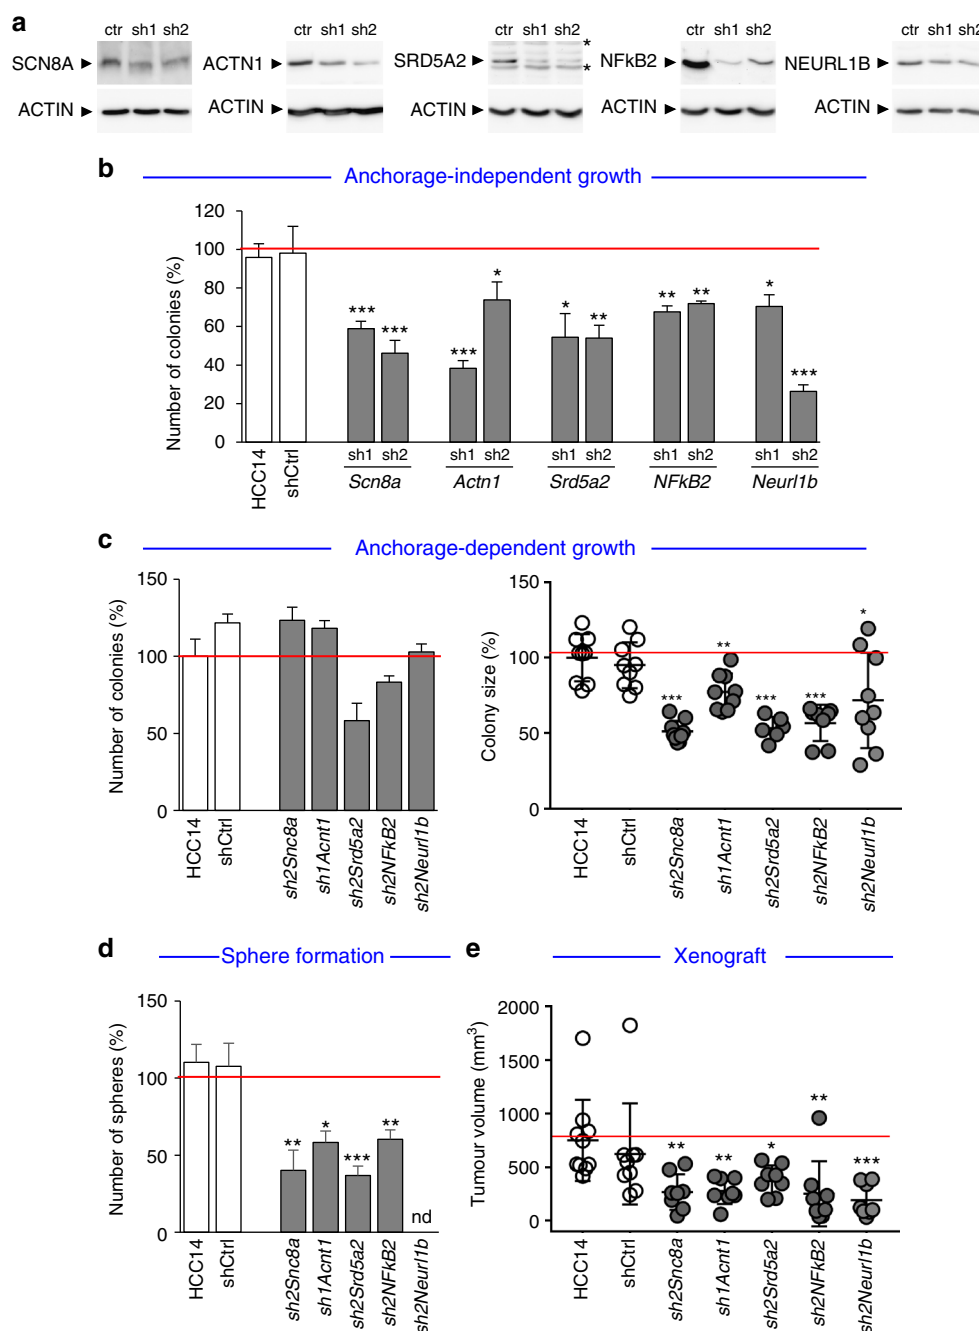 a
ctr sh1 sh2
ctr sh1 sh2
ctr sh1 sh2
ctr sh1 sh2
ctr sh1 sh2
SCN8A
ACTN1
SRD5A2
*
*
NFkB2
NEURL1B
ACTIN
ACTIN
ACTIN
ACTIN
ACTIN
b
Anchorage-independent growth
Number of colonies (%)
120
100
80
60
40
20
0
***
***
***
*
*
**
**
**
*
***
HCC14
shCtrl
sh1 sh2
sh1 sh2
sh1 sh2
sh1 sh2
sh1 sh2
Scn8a
Actn1
Srd5a2
NFkB2
Neurl1b
c
Anchorage-dependent growth
Number of colonies (%)
150
100
50
0
HCC14
shCtrl
sh2Snc8a
sh1Acnt1
sh2Srd5a2
sh2NFkB2
sh2Neurl1b
Colony size (%)
150
100
50
0
***
**
***
***
*
HCC14
shCtrl
sh2Snc8a
sh1Acnt1
sh2Srd5a2
sh2NFkB2
sh2Neurl1b
d
Sphere formation
Number of spheres (%)
150
100
50
0
**
*
***
**
nd
HCC14
shCtrl
sh2Snc8a
sh1Acnt1
sh2Srd5a2
sh2NFkB2
sh2Neurl1b
e
Xenograft
Tumour volume (mm³)
2000
1500
1000
500
0
**
**
*
**
***
HCC14
shCtrl
sh2Snc8a
sh1Acnt1
sh2Srd5a2
sh2NFkB2
sh2Neurl1b